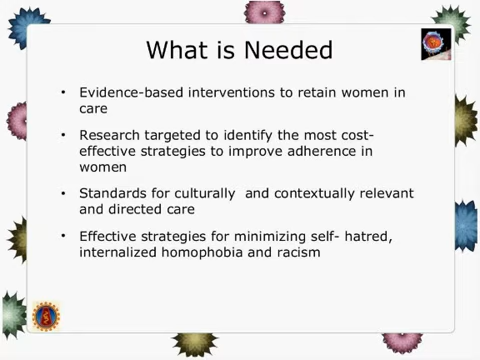 What is Needed
• Evidence-based interventions to retain women in
care
• Research targeted to identify the most cost-
effective strategies to improve adherence in
women
• Standards for culturally and contextually relevant
and directed care
• Effective strategies for minimizing self- hatred,
internalized homophobia and racism